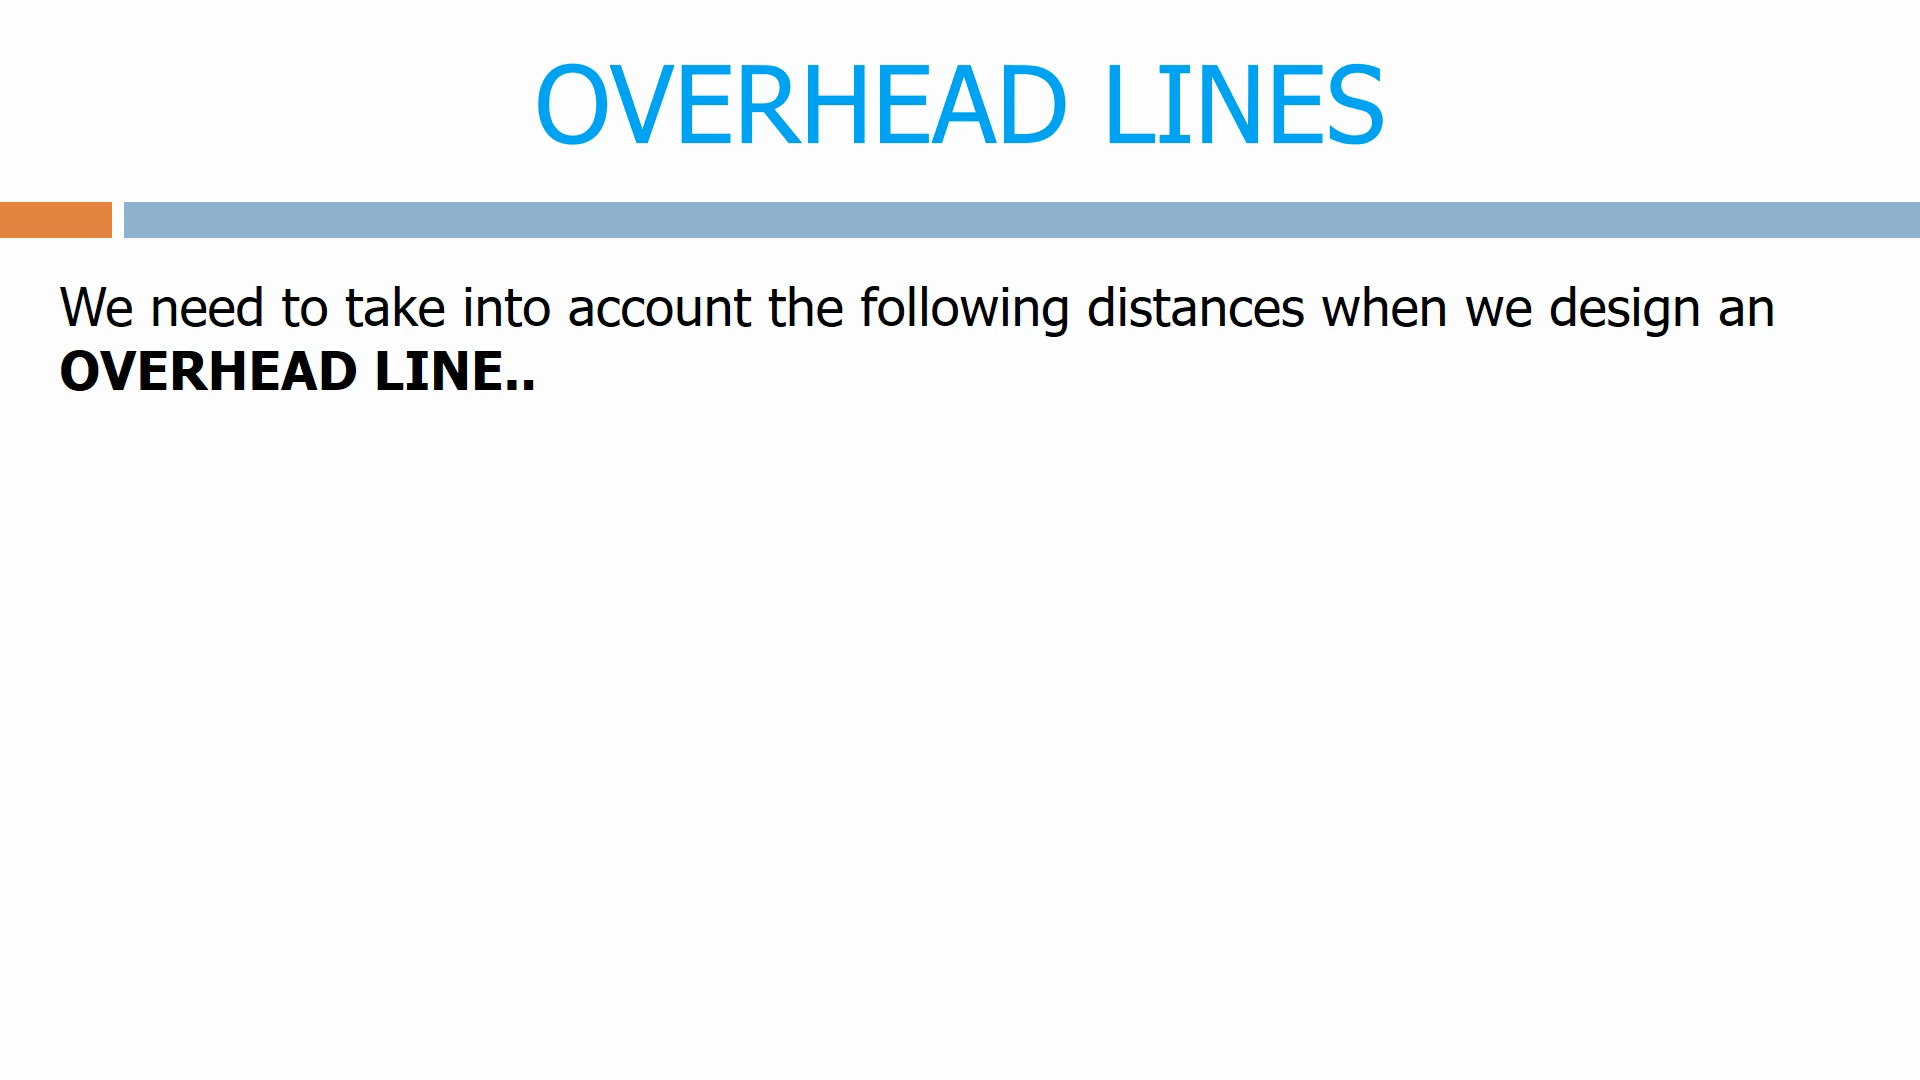 OVERHEAD LINES
We need to take into account the following distances when we design an
OVERHEAD LINE..